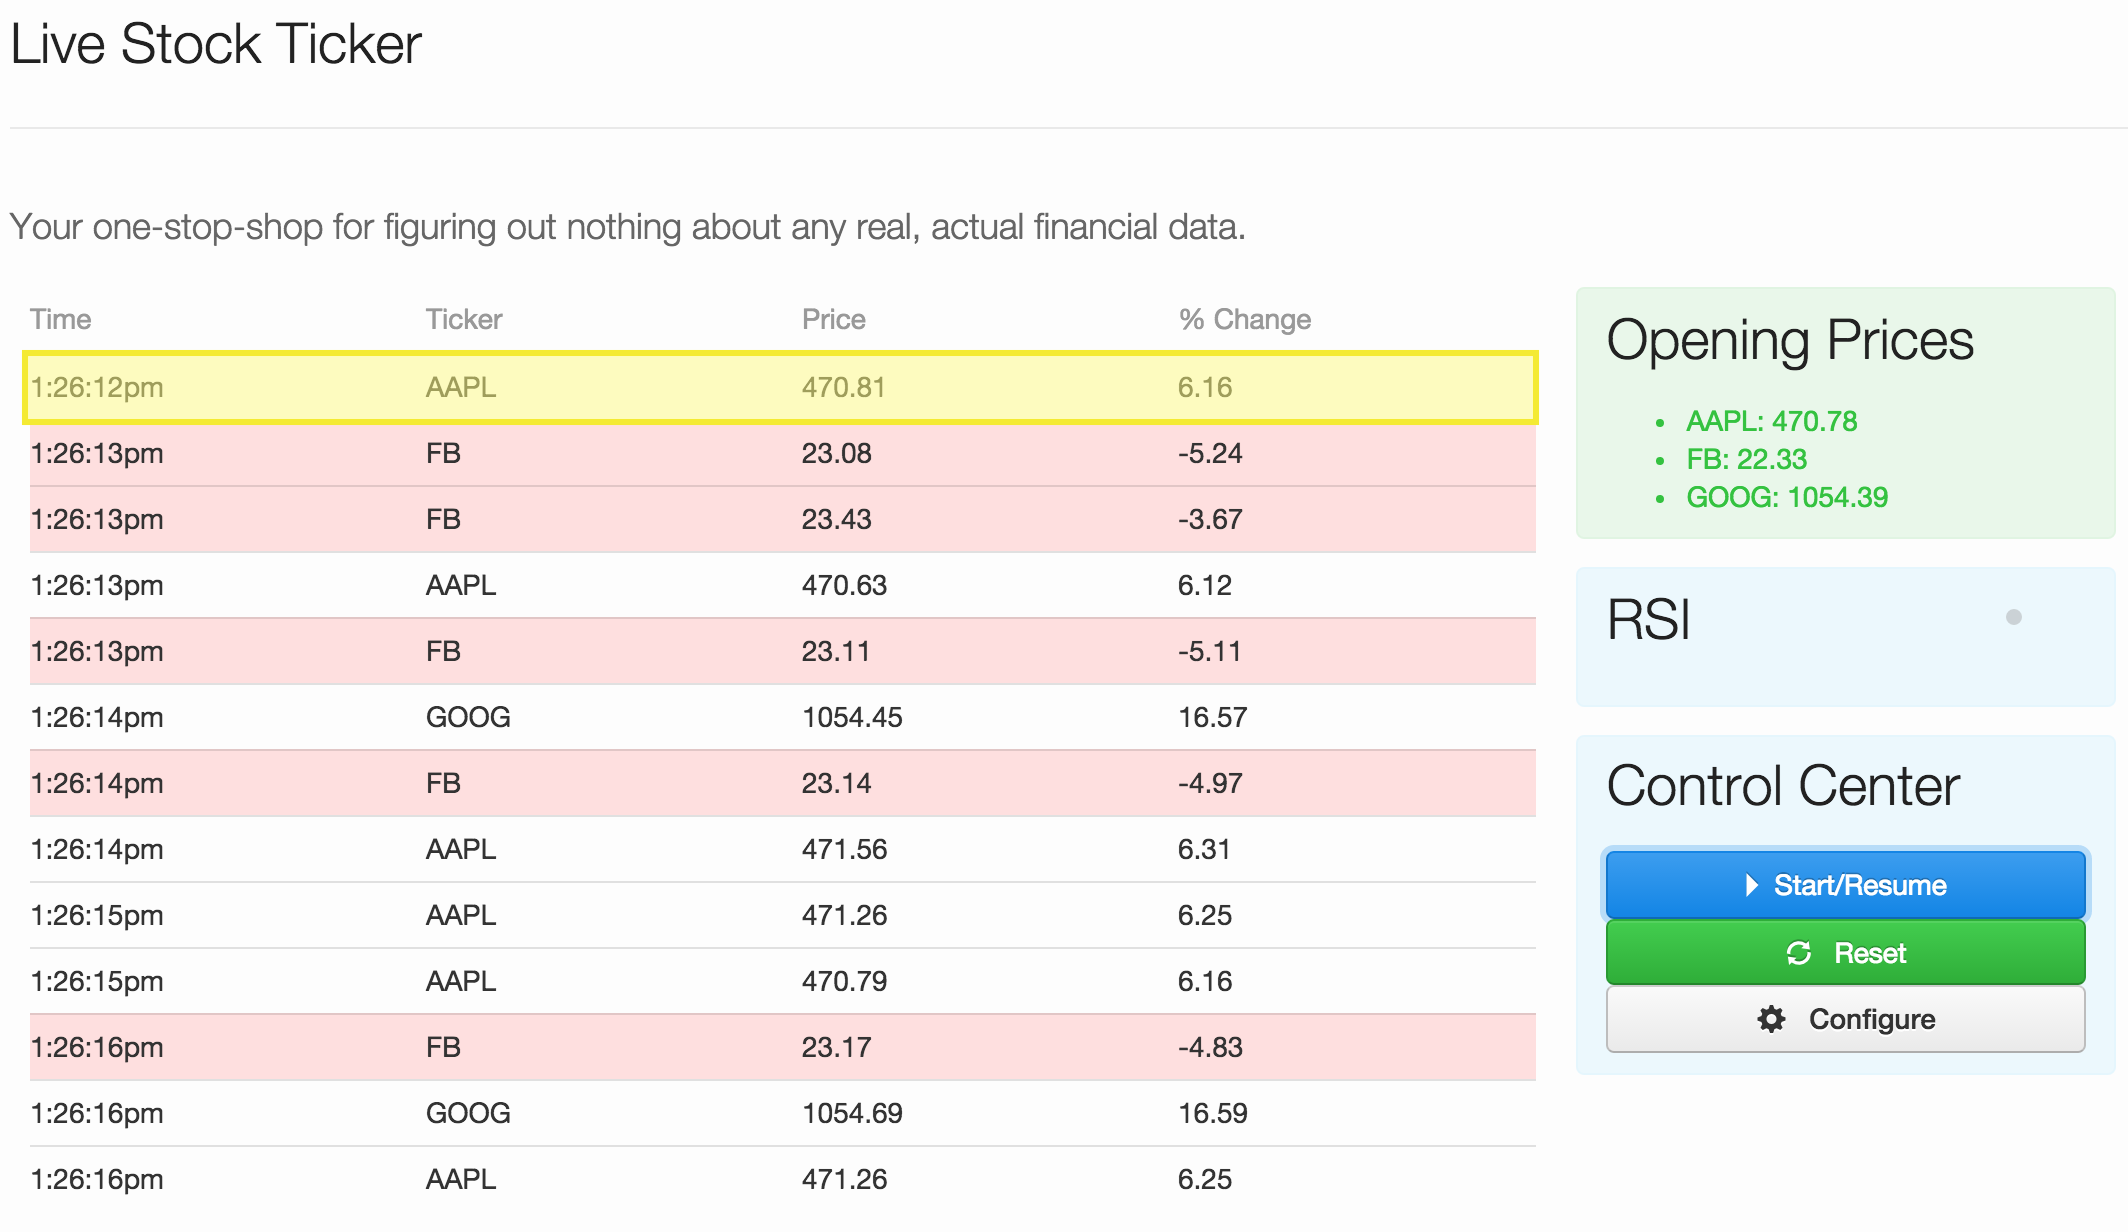 Live Stock Ticker
Your one-stop-shop for figuring out nothing about any real, actual financial data.
Time Ticker Price % Change
1:26:12pm AAPL 470.81 6.16
1:26:13pm FB 23.08 -5.24
1:26:13pm FB 23.43 -3.67
1:26:13pm AAPL 470.63 6.12
1:26:13pm FB 23.11 -5.11
1:26:14pm GOOG 1054.45 16.57
1:26:14pm FB 23.14 -4.97
1:26:14pm AAPL 471.56 6.31
1:26:15pm AAPL 471.26 6.25
1:26:15pm AAPL 470.79 6.16
1:26:16pm FB 23.17 -4.83
1:26:16pm GOOG 1054.69 16.59
1:26:16pm AAPL 471.26 6.25
Opening Prices
• AAPL: 470.78
• FB: 22.33
• GOOG: 1054.39
RSI
Control Center
Start/Resume
Reset
Configure